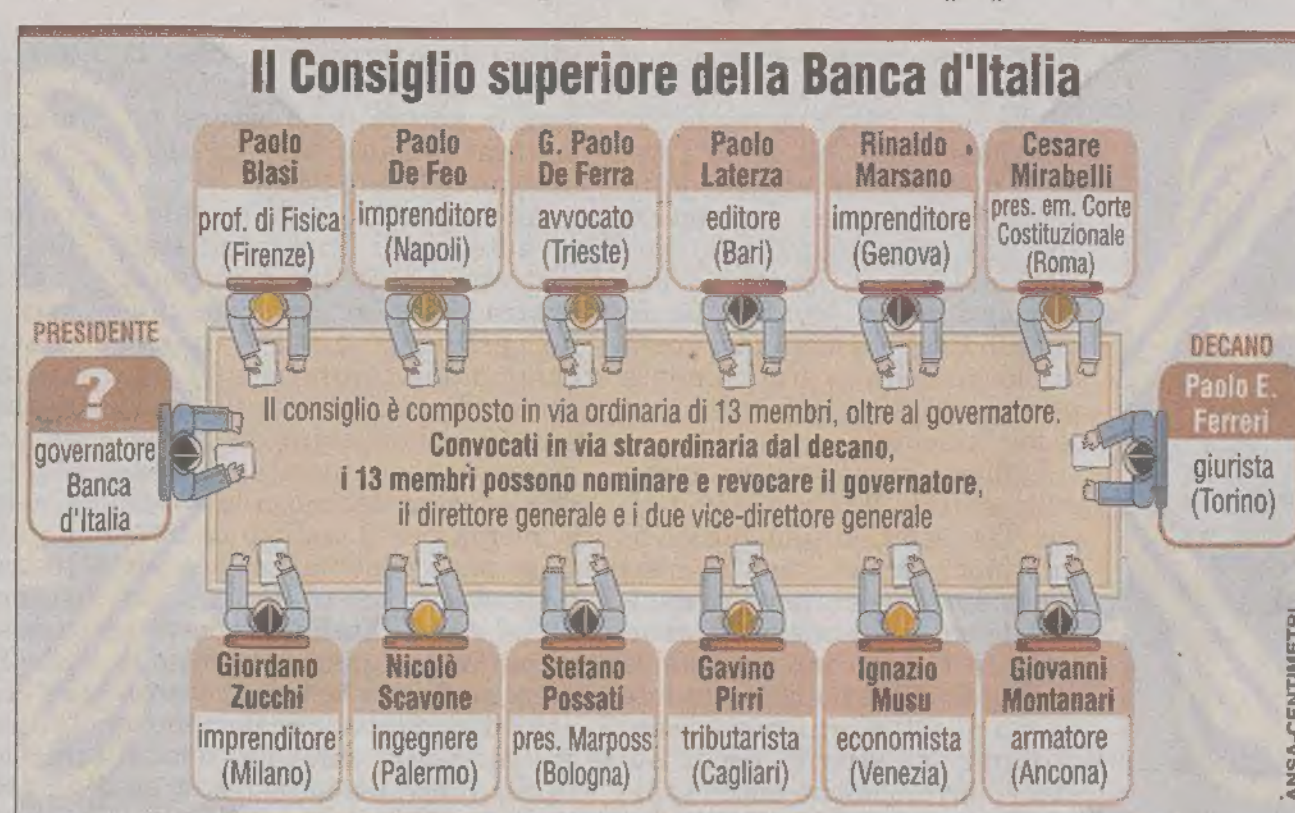 Il Consiglio superiore della Banca d'Italia
Paolo
Blasi
prof. di Fisica
(Firenze)
Paolo
De Feo
imprenditore
(Napoli)
G. Paolo
De Ferra
avvocato
(Trieste)
Paolo
Laterza
editore
(Bari)
Rinaldo
Marsano
imprenditore
(Genova)
Cesare
Mirabelli
pres. em. Corte
Costituzionale
(Roma)
PRESIDENTE
?
governatore
Banca
d'Italia
Il consiglio è composto in via ordinaria di 13 membri, oltre al governatore.
Convocati in via straordinaria dal decano,
i 13 membri possono nominare e revocare il governatore,
il direttore generale e i due vice-direttore generale
DECANO
Paolo E.
Ferreri
giurista
(Torino)
Giordano
Zucchi
imprenditore
(Milano)
Nicolò
Scavone
ingegnere
(Palermo)
Stefano
Possati
pres. Marposs
(Bologna)
Gavino
Pirri
tributarista
(Cagliari)
Ignazio
Musu
economista
(Venezia)
Giovanni
Montanari
armatore
(Ancona)
ANSA-CENTIMETRI